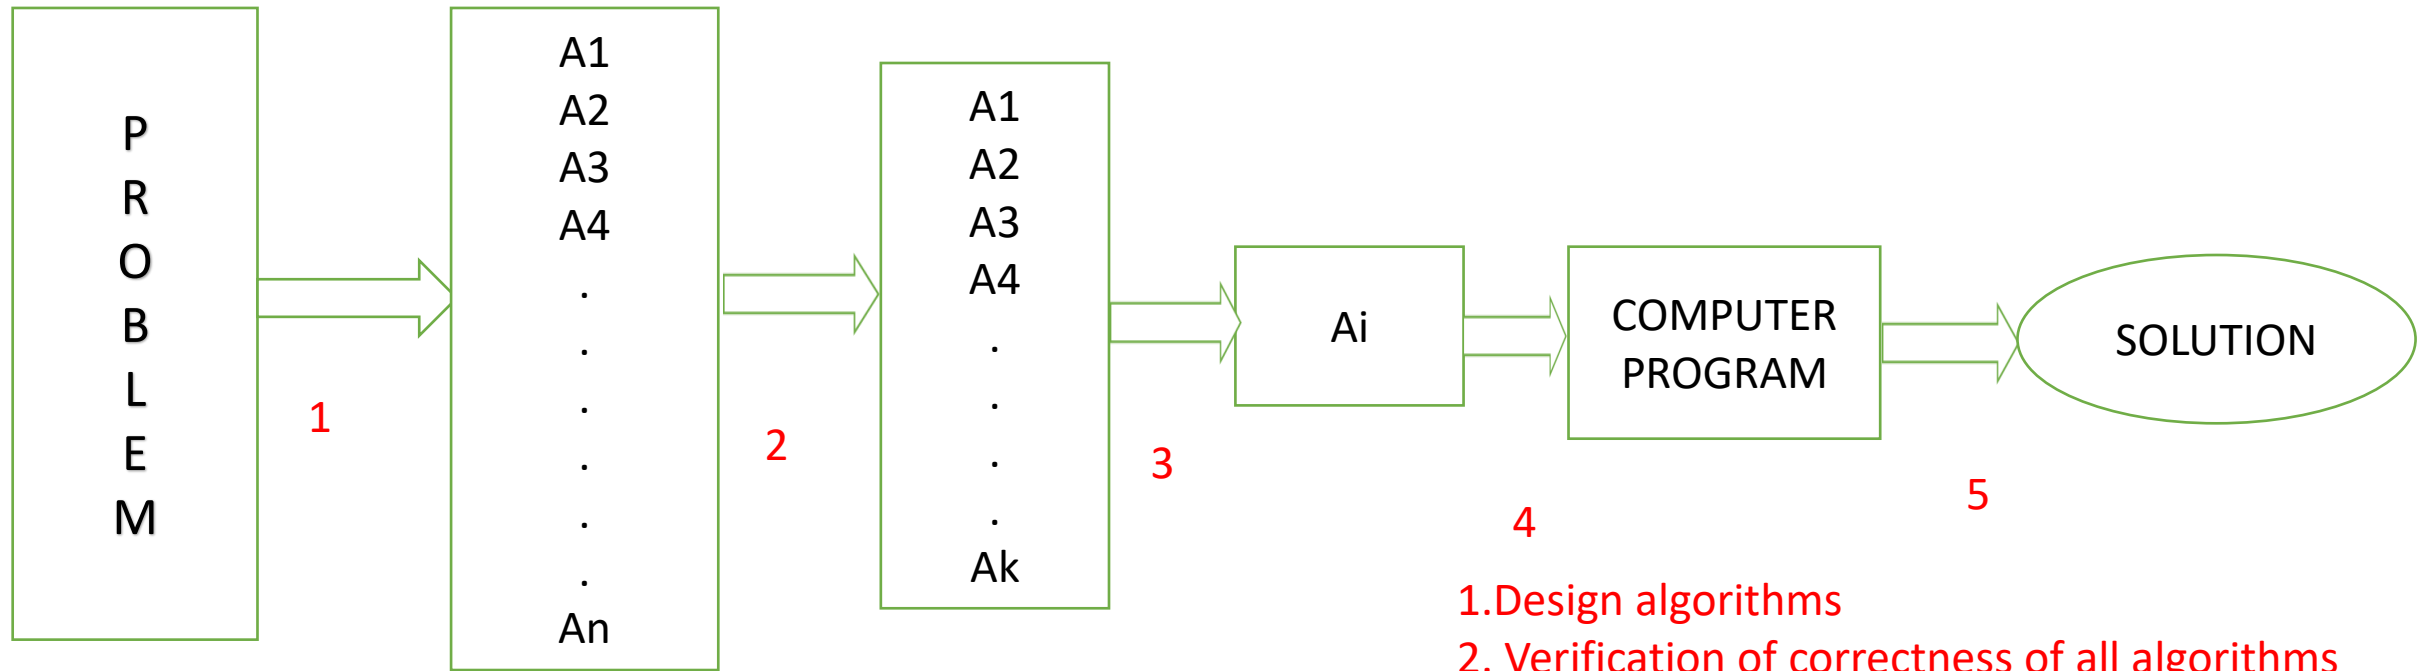 P
R
O
B
L
E
M
1
A1
A2
A3
A4
.
.
.
.
.
.
An
2
A1
A2
A3
A4
.
.
.
.
Ak
3
Ai
4
COMPUTER
PROGRAM
5
SOLUTION
1.Design algorithms
2. Verification of correctness of all algorithms